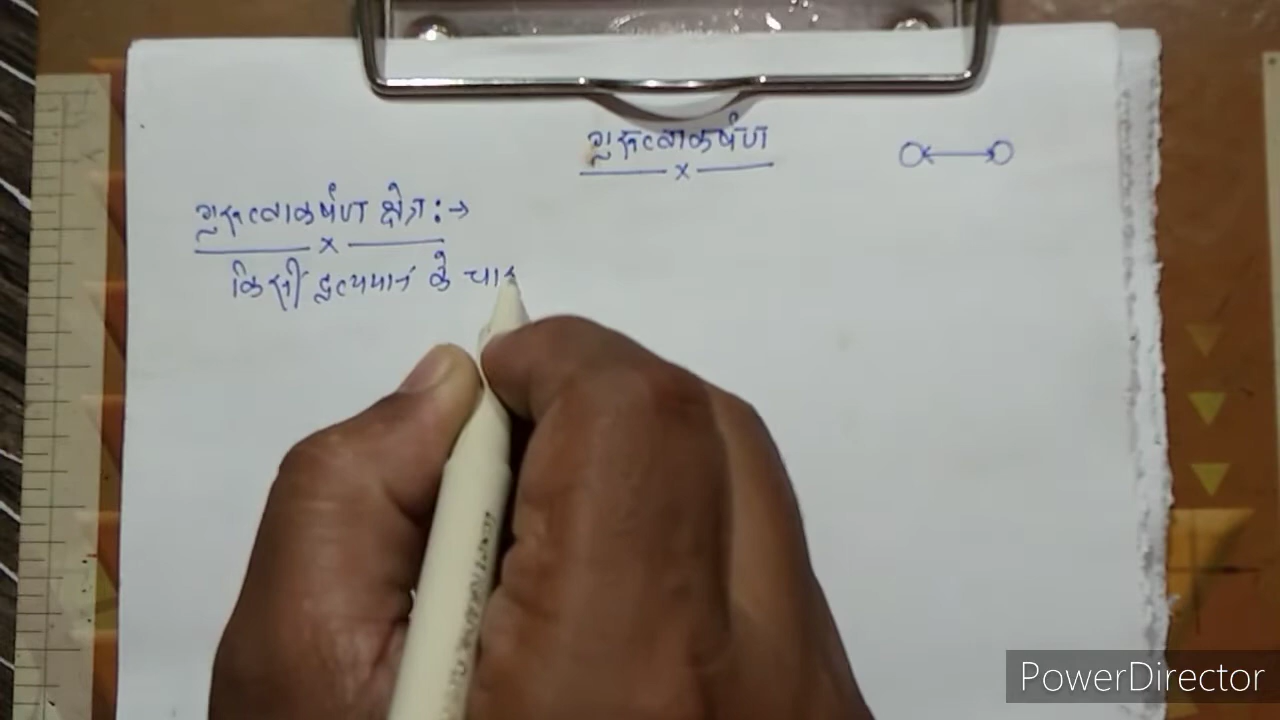 गुरुत्वाकर्षण
गुरुत्वाकर्षण क्षेत्र :→
किसी द्रव्यमान के चार
PowerDirector